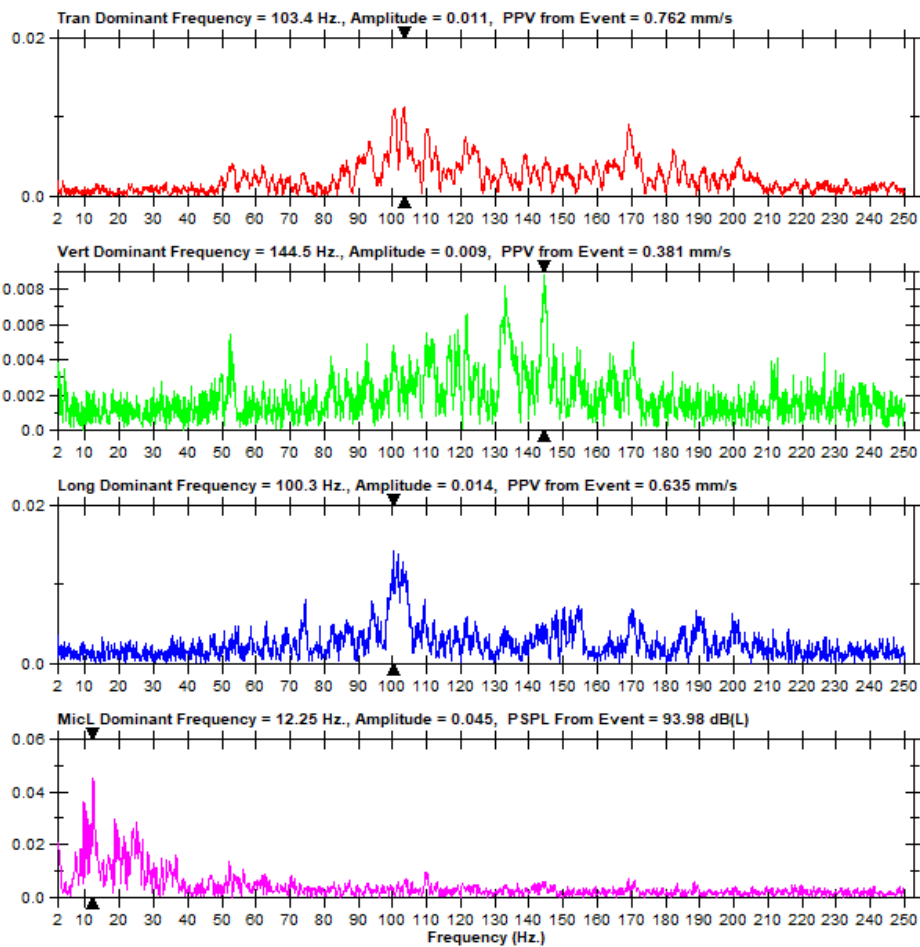 Tran Dominant Frequency = 103.4 Hz., Amplitude = 0.011, PPV from Event = 0.762 mm/s
0.02
0.0
2 10 20 30 40 50 60 70 80 90 100 110 120 130 140 150 160 170 180 190 200 210 220 230 240 250
Vert Dominant Frequency = 144.5 Hz., Amplitude = 0.009, PPV from Event = 0.381 mm/s
0.008
0.006
0.004
0.002
0.0
2 10 20 30 40 50 60 70 80 90 100 110 120 130 140 150 160 170 180 190 200 210 220 230 240 250
Long Dominant Frequency = 100.3 Hz., Amplitude = 0.014, PPV from Event = 0.635 mm/s
0.02
0.0
2 10 20 30 40 50 60 70 80 90 100 110 120 130 140 150 160 170 180 190 200 210 220 230 240 250
MicL Dominant Frequency = 12.25 Hz., Amplitude = 0.045, PSPL From Event = 93.98 dB(L)
0.06
0.04
0.02
0.0
2 10 20 30 40 50 60 70 80 90 100 110 120 130 140 150 160 170 180 190 200 210 220 230 240 250
Frequency (Hz.)